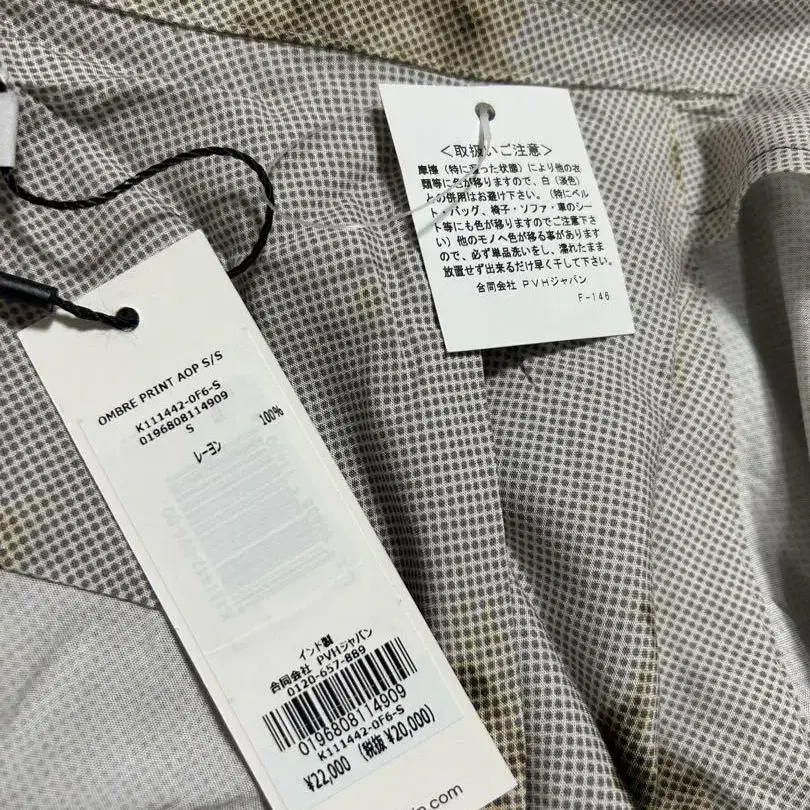 <取扱いご注意>
摩擦(特に湿った状態)により他の衣
類等に色が移りますので、白(淡色)
との併用はお避け下さい。(特にベル
ト・バッグ、椅子・ソファ・車のシー
ト等にも色が移りますのでご注意下さ
い)他のモノへ色が移る事があります
ので、必ず単品洗いをし、濡れたまま
放置せず出来るだけ早く干して下さい。
合同会社 PVHジャパン
F-146
OMBRE PRINT AOP S/S
K111442-0F6-S
0196808114909
S
レーヨン 100%
インド製
合同会社 PVHジャパン
0120-657-889
0196808114909
K111442-0F6-S
¥22,000 (税抜 ¥20,000)
.com